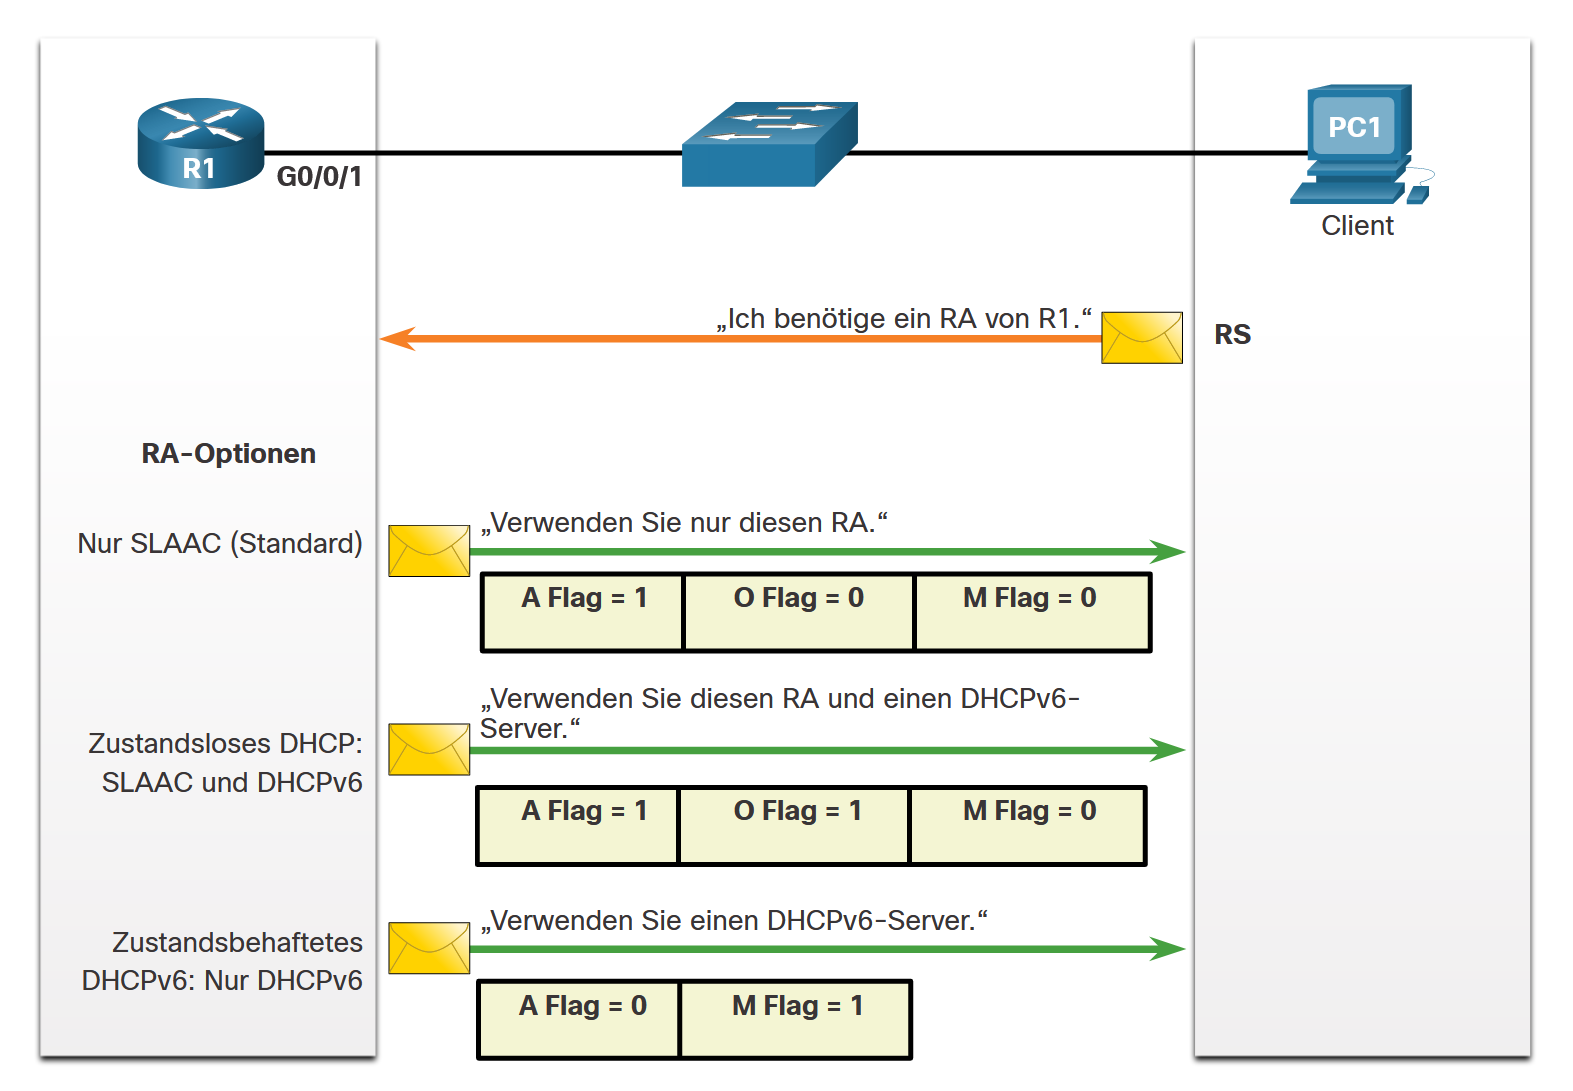 R1
G0/0/1
PC1
Client
„Ich benötige ein RA von R1.“
RS
RA-Optionen
Nur SLAAC (Standard)
„Verwenden Sie nur diesen RA.“
A Flag = 1
O Flag = 0
M Flag = 0
Zustandsloses DHCP:
SLAAC und DHCPv6
„Verwenden Sie diesen RA und einen DHCPv6-
Server.“
A Flag = 1
O Flag = 1
M Flag = 0
Zustandsbehaftetes
DHCPv6: Nur DHCPv6
„Verwenden Sie einen DHCPv6-Server.“
A Flag = 0
M Flag = 1